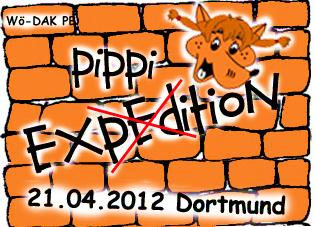 Wö-DAK PB
PiPPi
EXPEditioN
21.04.2012 Dortmund